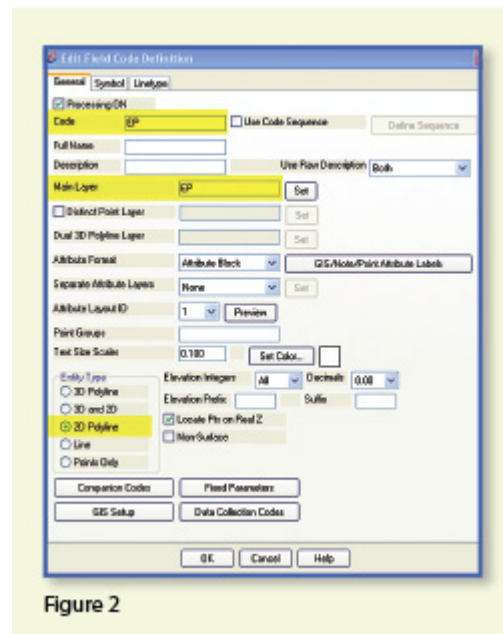 Edit Field Code Definition
General Symbol Linetype
Processing ON
Code EP Use Code Sequence Define Sequence
Full Name
Description Use Raw Description Both
Main Layer EP Set
Distinct Point Layer Set
Dual 3D Polyline Layer Set
Attribute Format Attribute Block GIS/Note/Point Attribute Labels
Separate Attribute Layers None Set
Attribute Layout ID 1 Preview
Point Groups
Text Size Scaler 0.100 Set Color...
Entity Type Elevation Integers All Decimals 0.00
3D Polyline Elevation Prefix Suffix
3D and 2D Locate Pts on Real Z
2D Polyline Non-Surface
Line
Points Only
Companion Codes Fixed Parameters
GIS Setup Data Collection Codes
OK Cancel Help
Figure 2